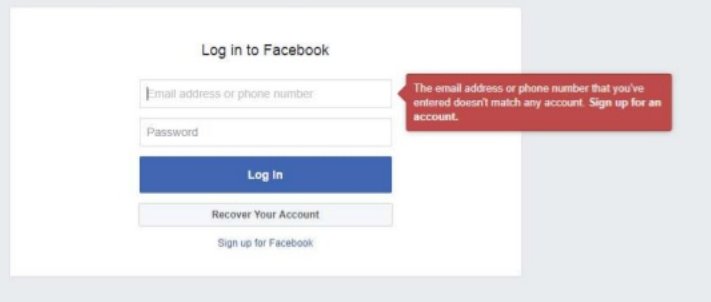 Log in to Facebook
Email address or phone number
The email address or phone number that you've
entered doesn't match any account. Sign up for an
account.
Password
Log In
Recover Your Account
Sign up for Facebook